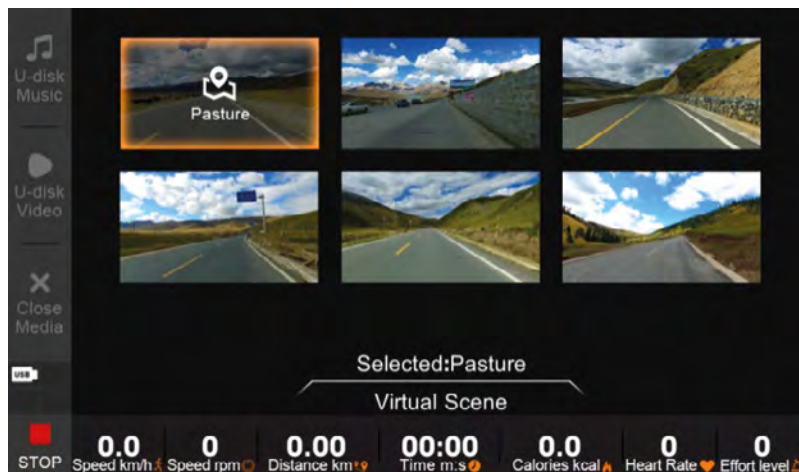 U-disk
Music
U-disk
Video
Close
Media
USB
STOP
Pasture
Selected:Pasture
Virtual Scene
0.0 0 0.00 00:00 0.0 0 0
Speed km/h Speed rpm Distance km Time m:s Calories kcal Heart Rate Effort level